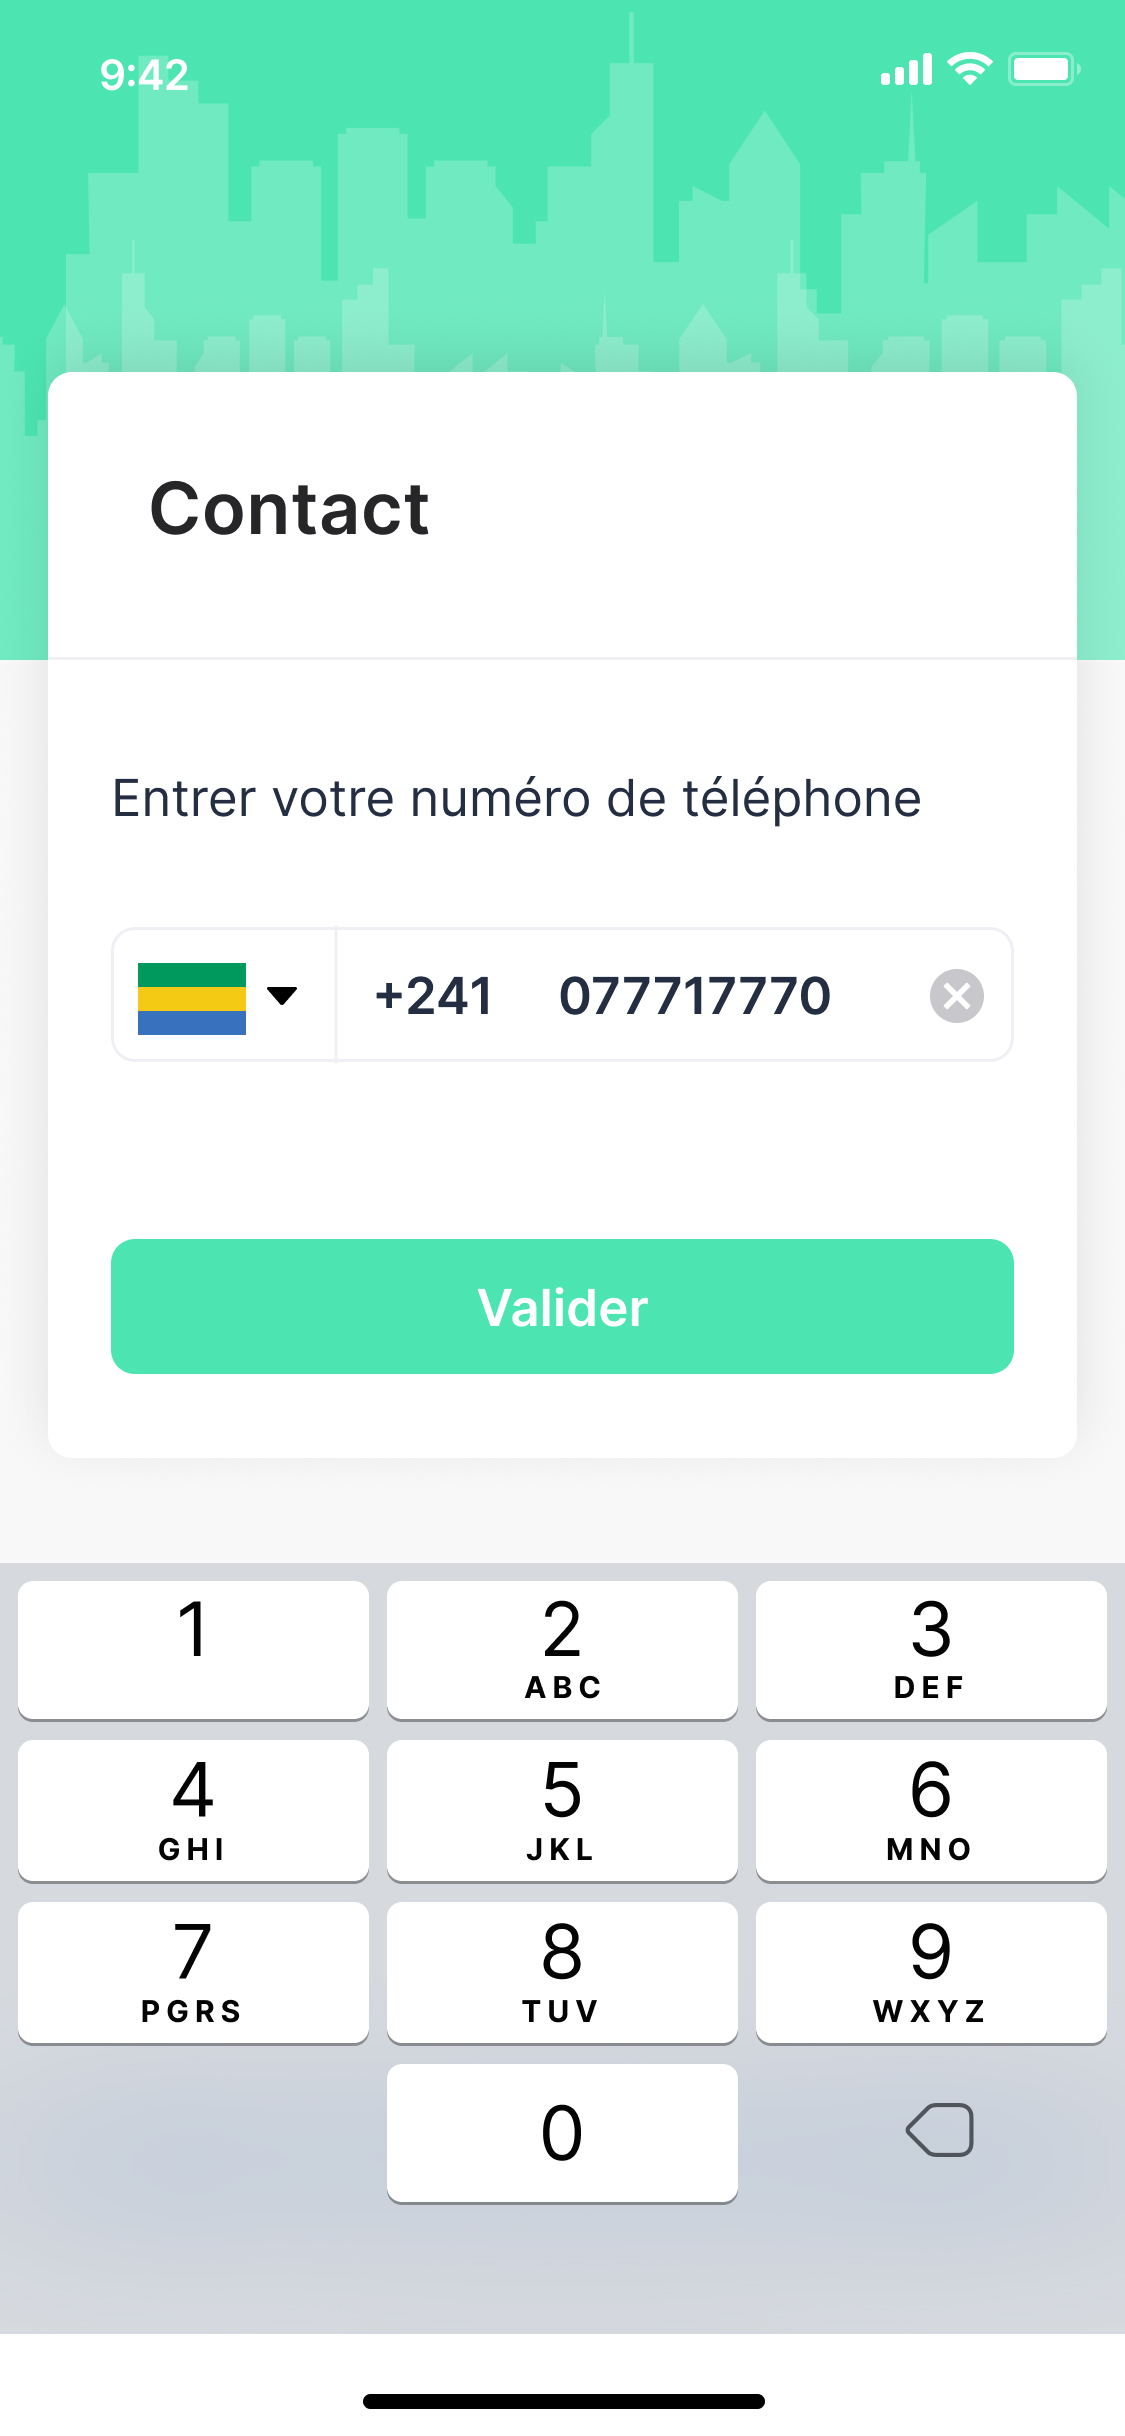 9:42
Contact
Entrer votre numéro de téléphone
+241 077717770
Valider
1 2 3
ABC DEF
4 5 6
GHI JKL MNO
7 8 9
PGRS TUV WXYZ
0